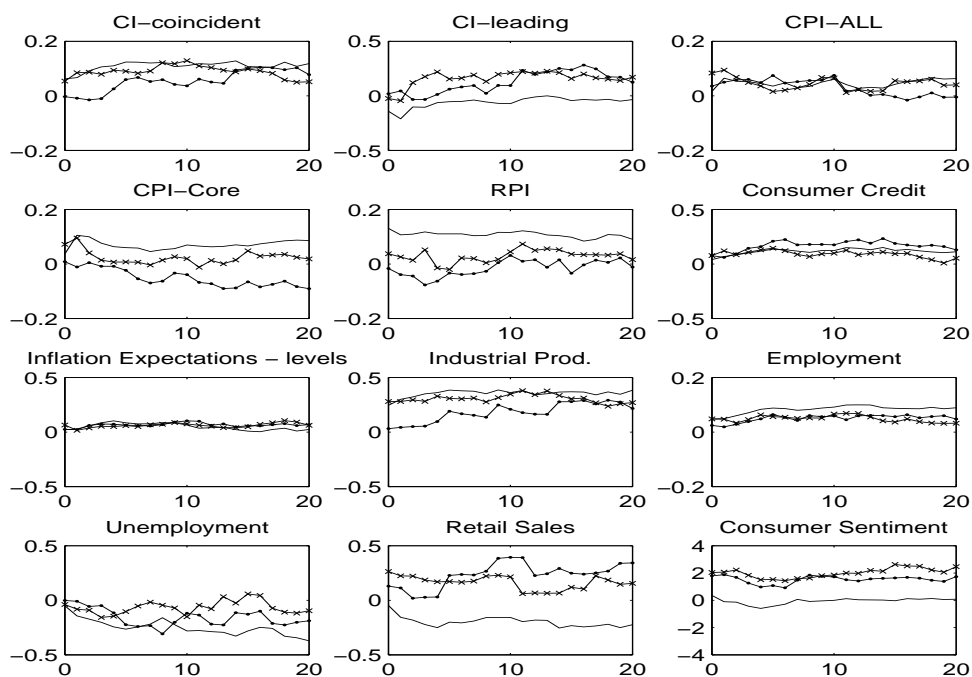 CI−coincident CI−leading CPI−ALL
0.2 0.5 0.2
0 0 0
−0.2 −0.5 −0.2
0 10 20 0 10 20 0 10 20
CPI−Core RPI Consumer Credit
0.2 0.2 0.5
0 0 0
−0.2 −0.2 −0.5
0 10 20 0 10 20 0 10 20
Inflation Expectations − levels Industrial Prod. Employment
0.5 0.5 0.2
0 0 0
−0.5 −0.5 −0.2
0 10 20 0 10 20 0 10 20
Unemployment Retail Sales Consumer Sentiment
0.5 0.5 4
2
0 0 0
−2
−0.5 −0.5 −4
0 10 20 0 10 20 0 10 20